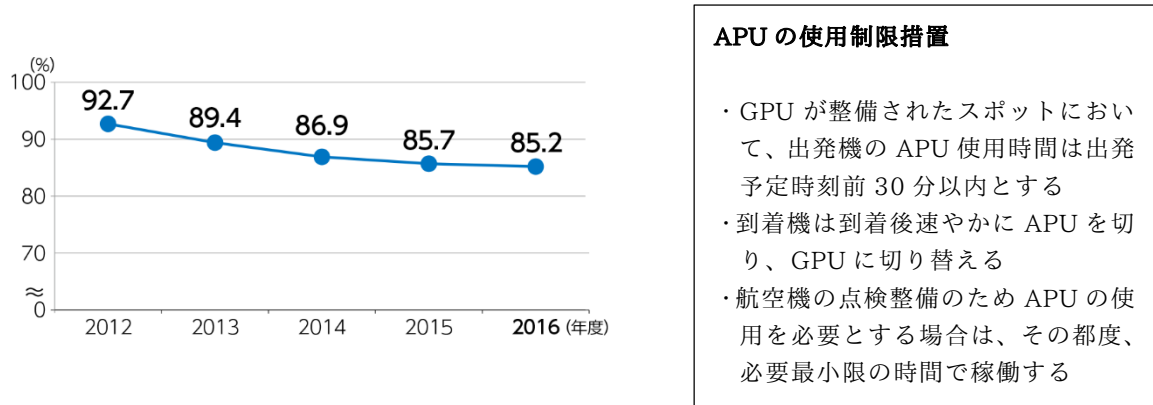 (%)
100
90
80
70
≈
0
92.7
89.4
86.9
85.7
85.2
2012 2013 2014 2015 2016 (年度)
APU の使用制限措置
・GPU が整備されたスポットにおい
て、出発機の APU 使用時間は出発
予定時刻前 30 分以内とする
・到着機は到着後速やかに APU を切
り、GPU に切り替える
・航空機の点検整備のため APU の使
用を必要とする場合は、その都度、
必要最小限の時間で稼働する